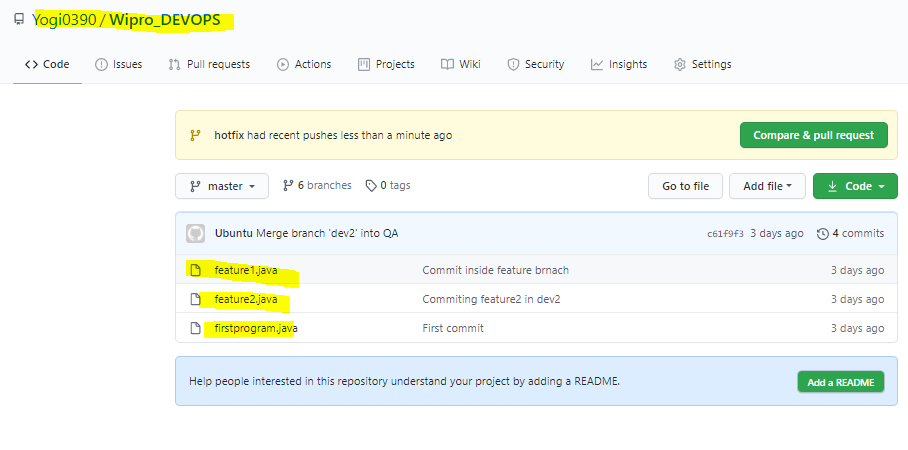 Yogi0390 / Wipro_DEVOPS
Code Issues Pull requests Actions Projects Wiki Security Insights Settings
hotfix had recent pushes less than a minute ago Compare & pull request
master 6 branches 0 tags Go to file Add file Code
Ubuntu Merge branch 'dev2' into QA c61f9f3 3 days ago 4 commits
feature1.java Commit inside feature brnach 3 days ago
feature2.java Commiting feature2 in dev2 3 days ago
firstprogram.java First commit 3 days ago
Help people interested in this repository understand your project by adding a README. Add a README